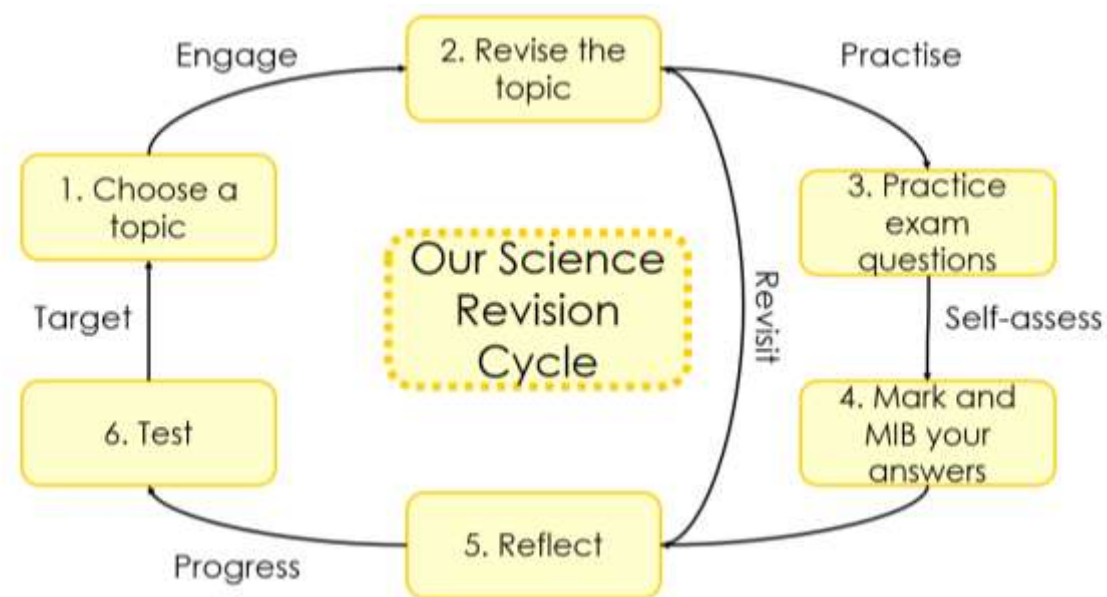 Engage
2. Revise the
topic
Practise
1. Choose a
topic
3. Practice
exam
questions
Our Science
Revision
Cycle
Revisit
Target
Self-assess
6. Test
4. Mark and
MIB your
answers
5. Reflect
Progress